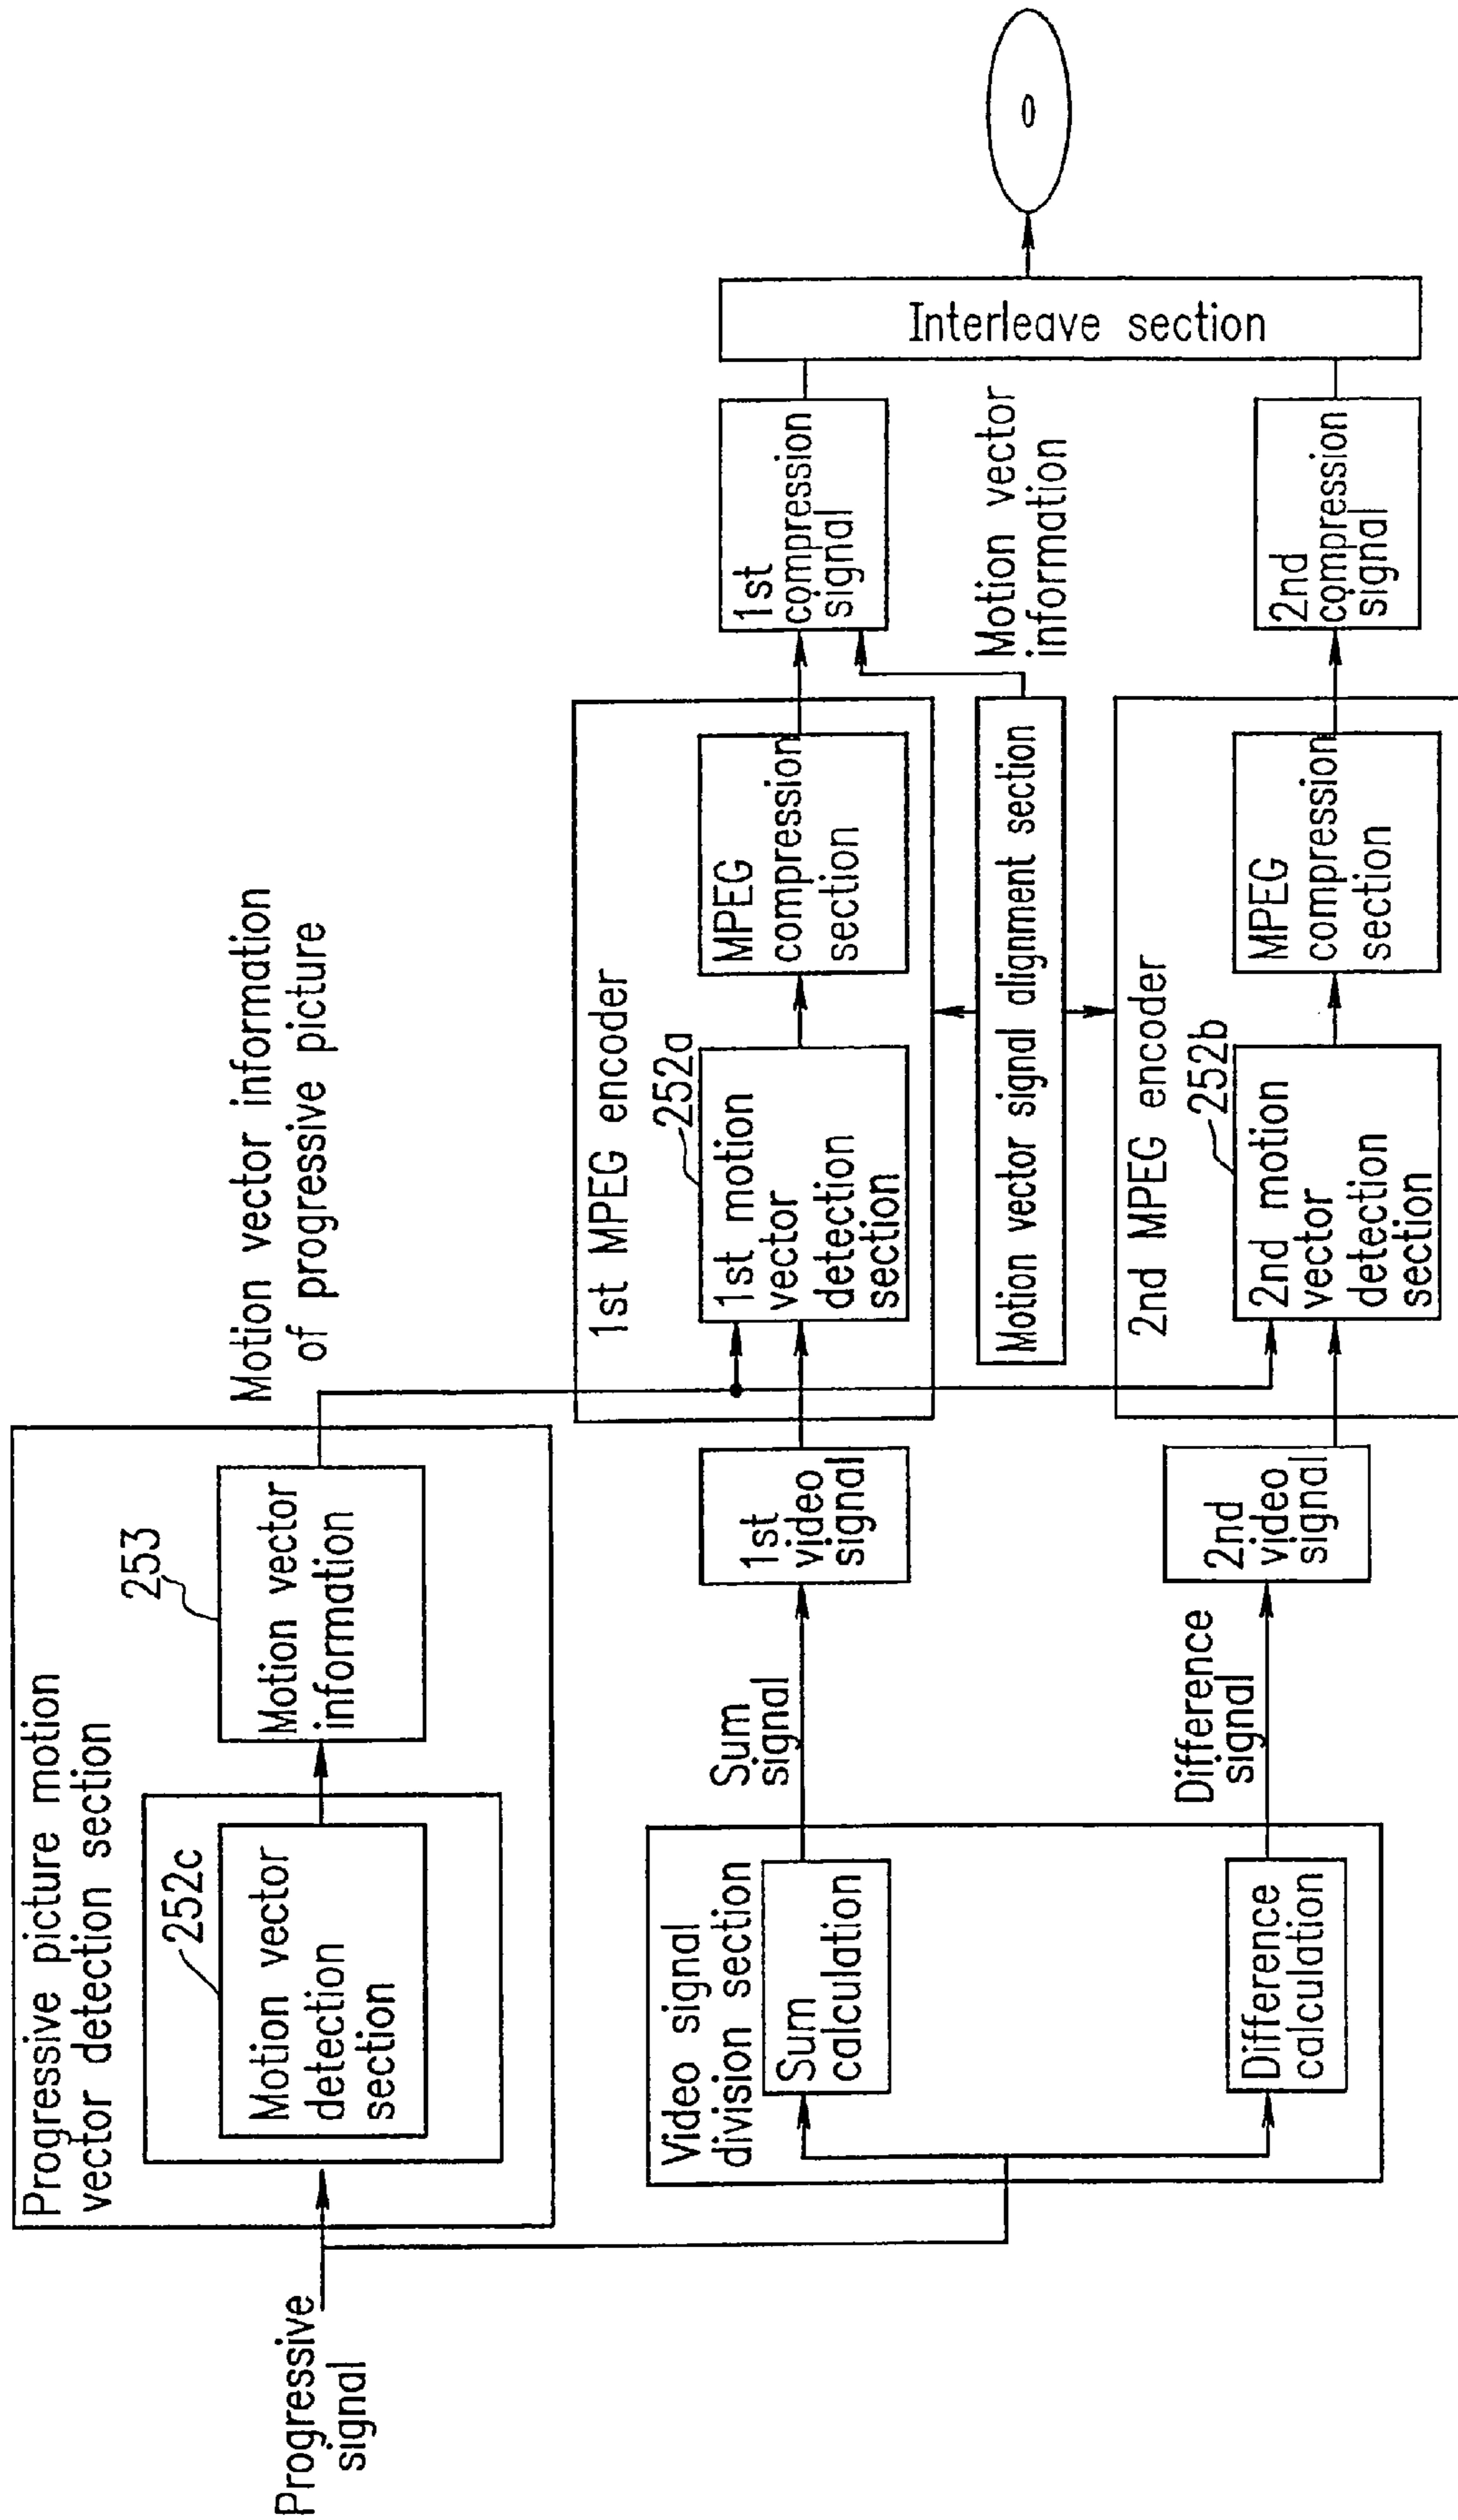 Progressive
signal
Progressive picture motion
vector detection section
252c
Motion vector
detection
section
253
Motion vector
information
Motion vector information
of progressive picture
Video signal
division section
Sum
calculation
Difference
calculation
Sum
signal
Difference
signal
1st
video
signal
2nd
video
signal
1st MPEG encoder
252a
1st motion
vector
detection
section
MPEG
compression
section
Motion vector signal alignment section
2nd MPEG encoder
252b
2nd motion
vector
detection
section
MPEG
compression
section
1st
compression
signal
Motion vector
information
2nd
compression
signal
Interleave section